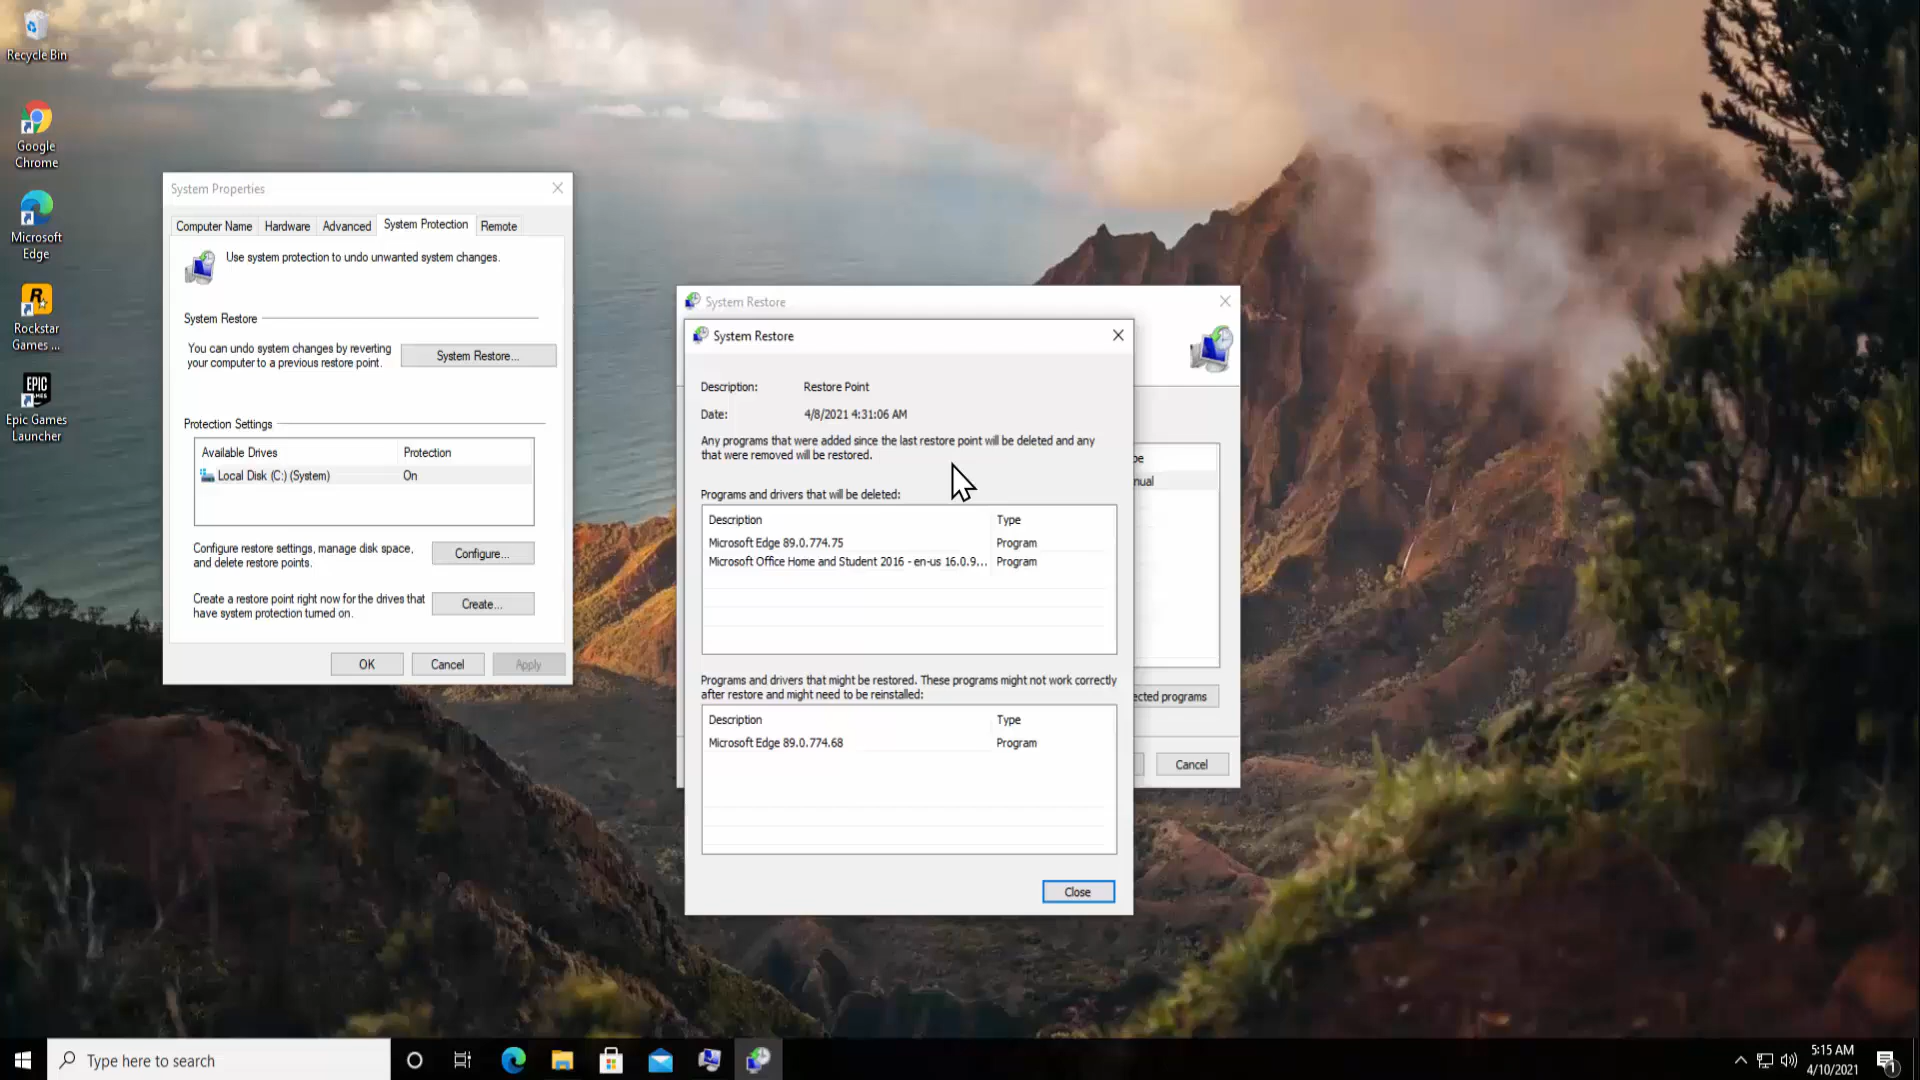 Recycle Bin
Google
Chrome
Microsoft
Edge
Rockstar
Games ...
EPIC
GAMES
Epic Games
Launcher
System Properties
Computer Name
Hardware
Advanced
System Protection
Remote
Use system protection to undo unwanted system changes.
System Restore
You can undo system changes by reverting
your computer to a previous restore point.
System Restore...
Protection Settings
Available Drives
Protection
Local Disk (C:) (System)
On
Configure restore settings, manage disk space,
and delete restore points.
Configure...
Create a restore point right now for the drives that
have system protection turned on.
Create...
OK
Cancel
Apply
System Restore
System Restore
Description:
Restore Point
Date:
4/8/2021 4:31:06 AM
Any programs that were added since the last restore point will be deleted and any
that were removed will be restored.
Programs and drivers that will be deleted:
Description
Type
Microsoft Edge 89.0.774.75
Program
Microsoft Office Home and Student 2016 - en-us 16.0.9...
Program
Programs and drivers that might be restored. These programs might not work correctly
after restore and might need to be reinstalled:
Description
Type
Microsoft Edge 89.0.774.68
Program
Close
pe
nual
ected programs
Cancel
Type here to search
5:15 AM
4/10/2021
1